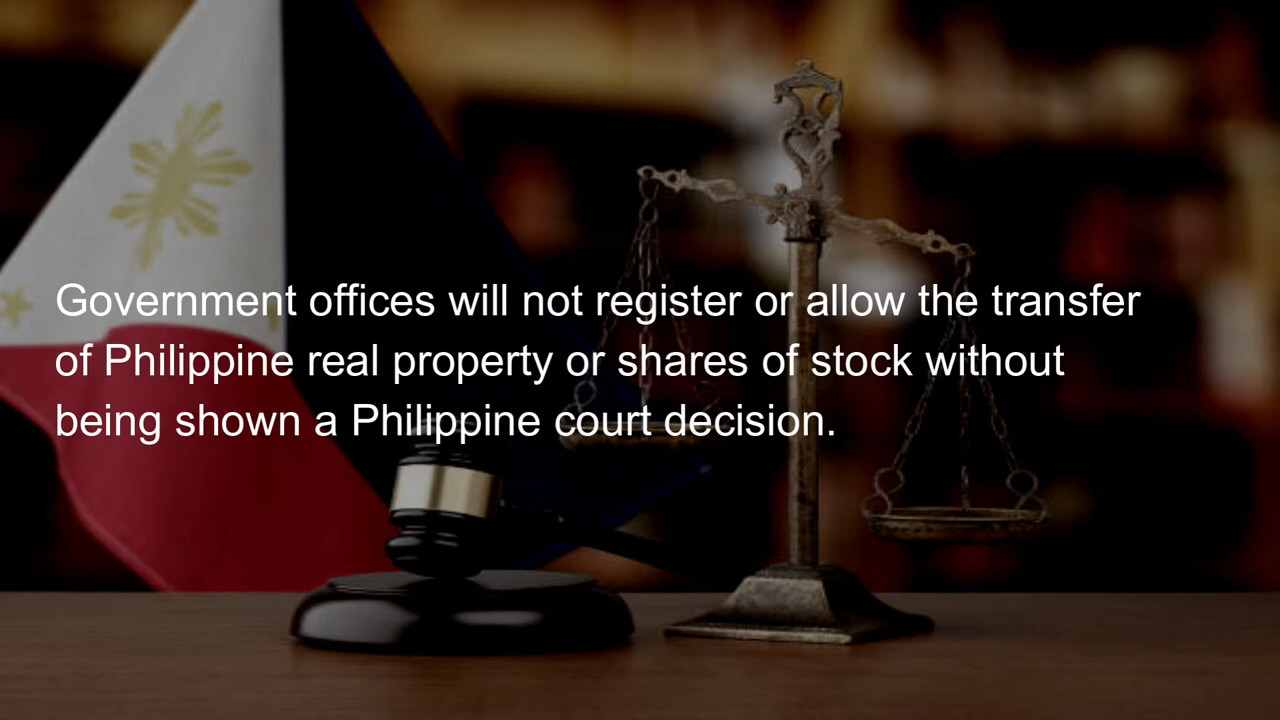 Government offices will not register or allow the transfer
of Philippine real property or shares of stock without
being shown a Philippine court decision.